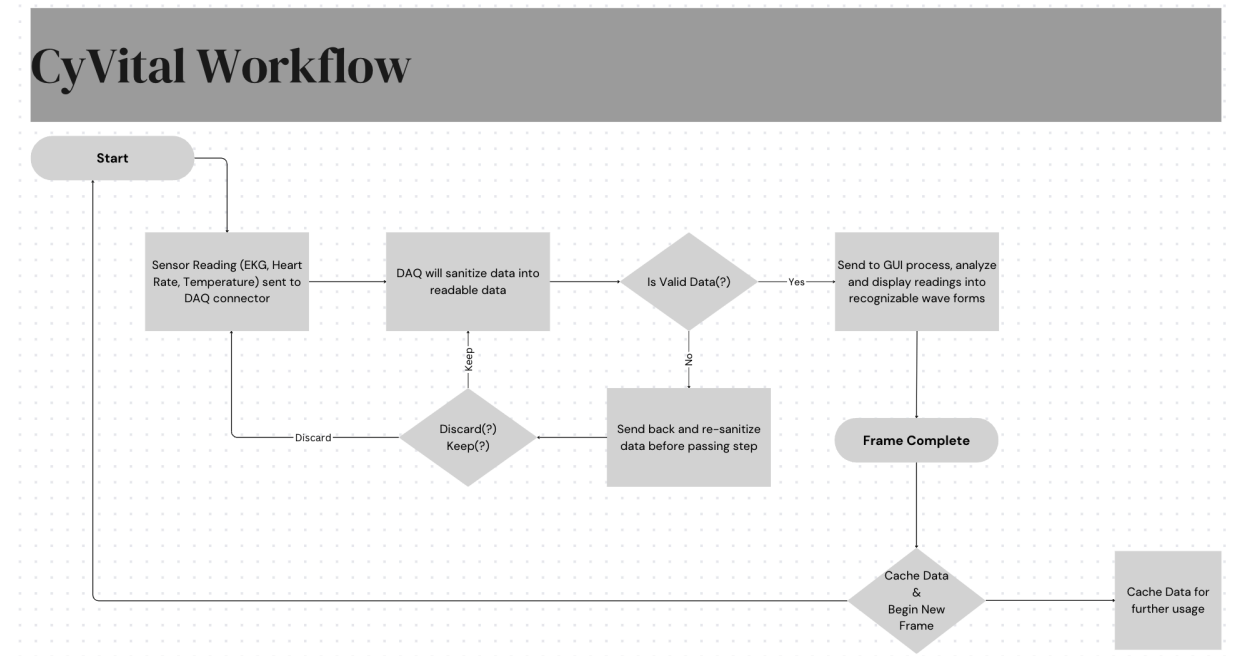 CyVital Workflow
Start
Sensor Reading (EKG, Heart
Rate, Temperature) sent to
DAQ connector
DAQ will sanitize data into
readable data
Is Valid Data(?)
Yes
Send to GUI process, analyze
and display readings into
recognizable wave forms
Keep
No
Discard
Discard(?)
Keep(?)
Send back and re-sanitize
data before passing step
Frame Complete
Cache Data
&
Begin New
Frame
Cache Data for
further usage